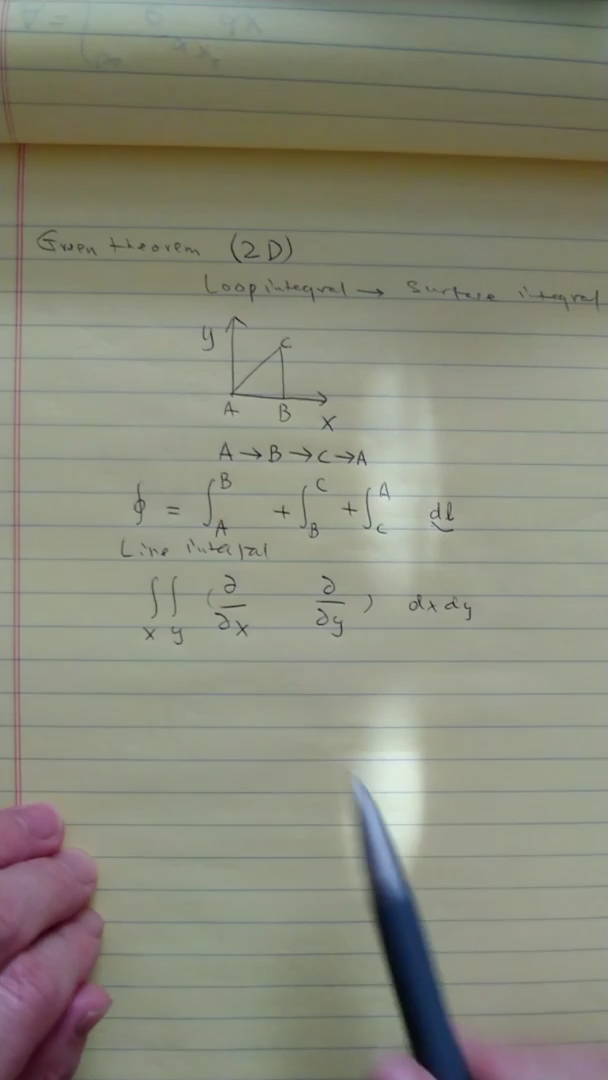 Green theorem (2D)
Loop integral → Surface integral
y
C
A B
x
A → B → C → A
∮ = ∫_A^B + ∫_B^C + ∫_C^A dl
Line integral
∫∫ (∂/∂x ∂/∂y) dx dy
x y